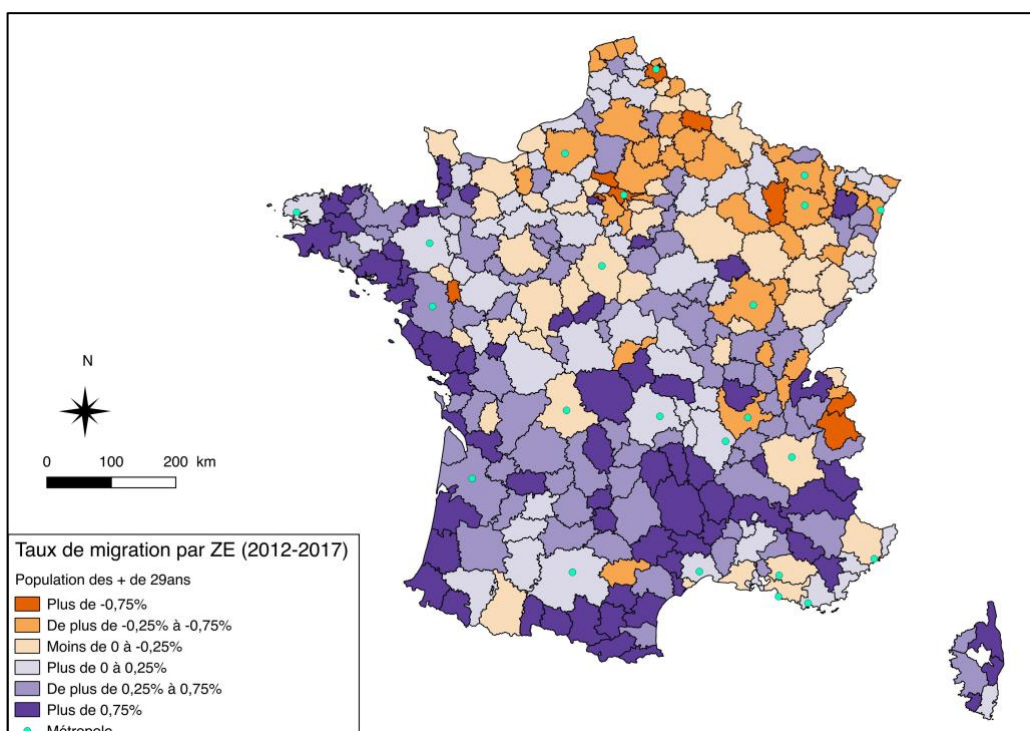 N
0 100 200 km
Taux de migration par ZE (2012-2017)
Population des + de 29ans
Plus de -0,75%
De plus de -0,25% à -0,75%
Moins de 0 à -0,25%
Plus de 0 à 0,25%
De plus de 0,25% à 0,75%
Plus de 0,75%
Métropole